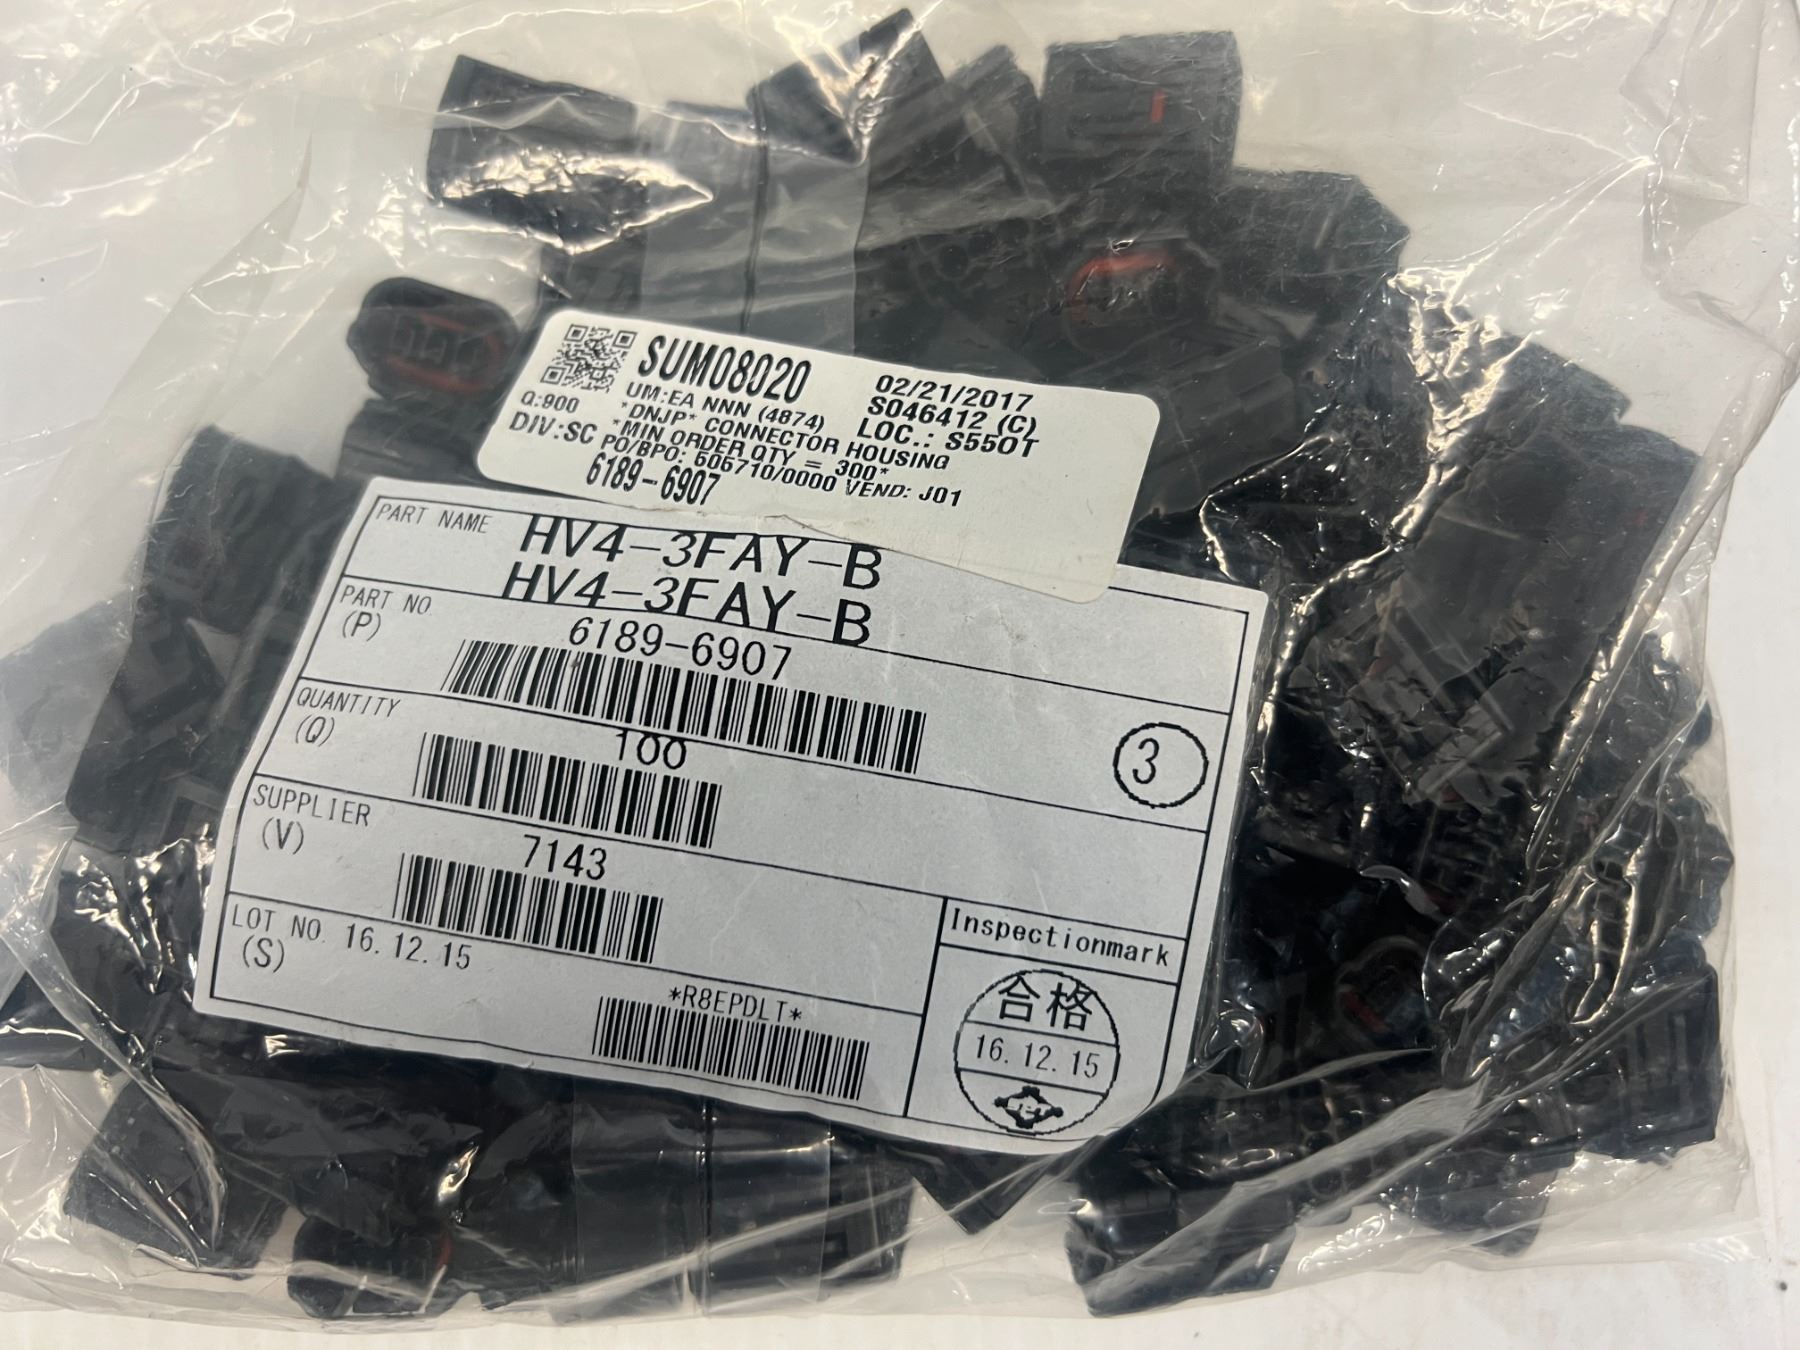 SUM08020
02/21/2017
UM:EA NNN (4874)
S046412 (C)
Q:900
*DNJP* CONNECTOR HOUSING
LOC.: S550T
DIV:SC
*MIN ORDER QTY = 300*
PO/BPO: 505710/0000 VEND: J01
6189-6907
PART NAME
HV4-3FAY-B
HV4-3FAY-B
PART NO.
(P)
6189-6907
QUANTITY
(Q)
100
3
SUPPLIER
(V)
7143
LOT NO. 16.12.15
(S)
*R8EPDLT*
Inspectionmark
合格
16.12.15